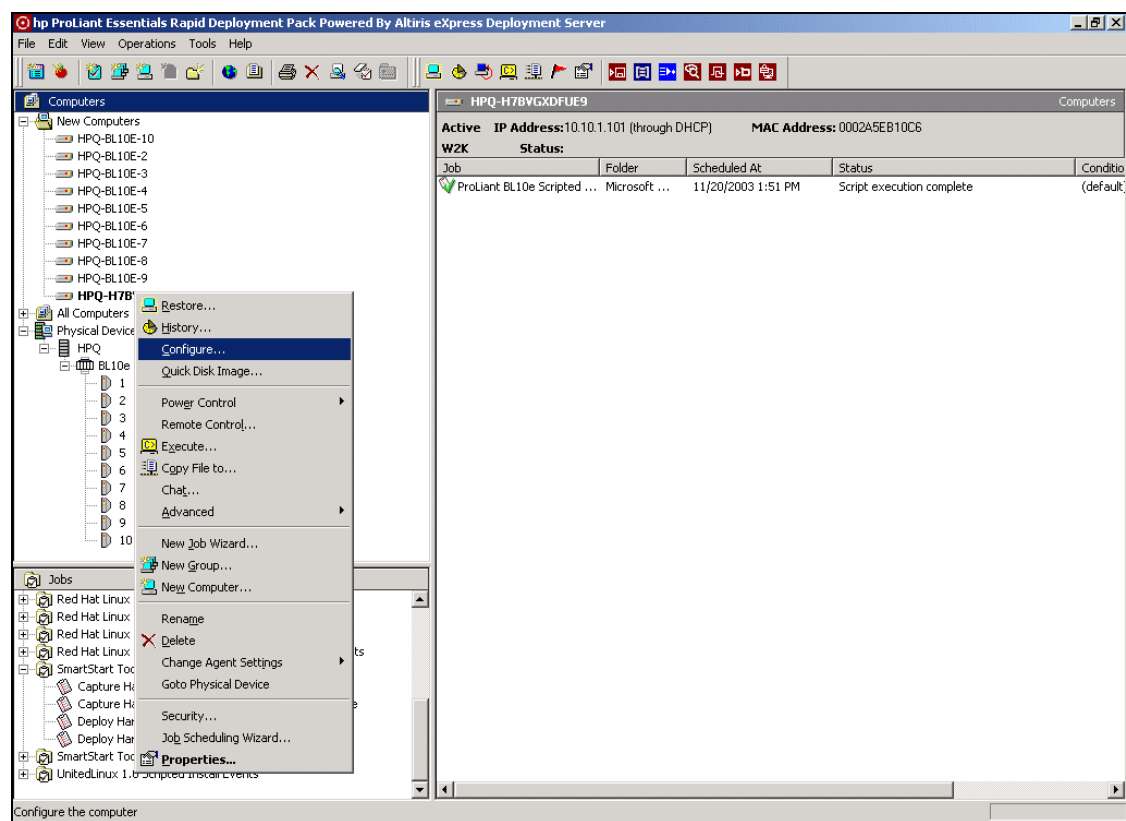 hp ProLiant Essentials Rapid Deployment Pack Powered By Altiris eXpress Deployment Server
File Edit View Operations Tools Help
Computers
New Computers
HPQ-BL10E-10
HPQ-BL10E-2
HPQ-BL10E-3
HPQ-BL10E-4
HPQ-BL10E-5
HPQ-BL10E-6
HPQ-BL10E-7
HPQ-BL10E-8
HPQ-BL10E-9
HPQ-H7B
All Computers
Physical Device
HPQ
BL10e
1
2
3
4
5
6
7
8
9
10
Restore...
History...
Configure...
Quick Disk Image...
Power Control
Remote Control...
Execute...
Copy File to...
Chat...
Advanced
New Job Wizard...
New Group...
New Computer...
Rename
Delete
Change Agent Settings
Goto Physical Device
Security...
Job Scheduling Wizard...
Properties...
Jobs
Red Hat Linux
Red Hat Linux
Red Hat Linux
Red Hat Linux ts
SmartStart Too
Capture Ha
Capture Ha e
Deploy Har
Deploy Har
SmartStart Too
UnitedLinux 1.0 Scripted Install Events
HPQ-H7BVGXDFUE9 Computers
Active IP Address:10.10.1.101 (through DHCP) MAC Address: 0002A5EB10C6
W2K Status:
Job Folder Scheduled At Status Conditio
ProLiant BL10e Scripted ... Microsoft ... 11/20/2003 1:51 PM Script execution complete (default)
Configure the computer